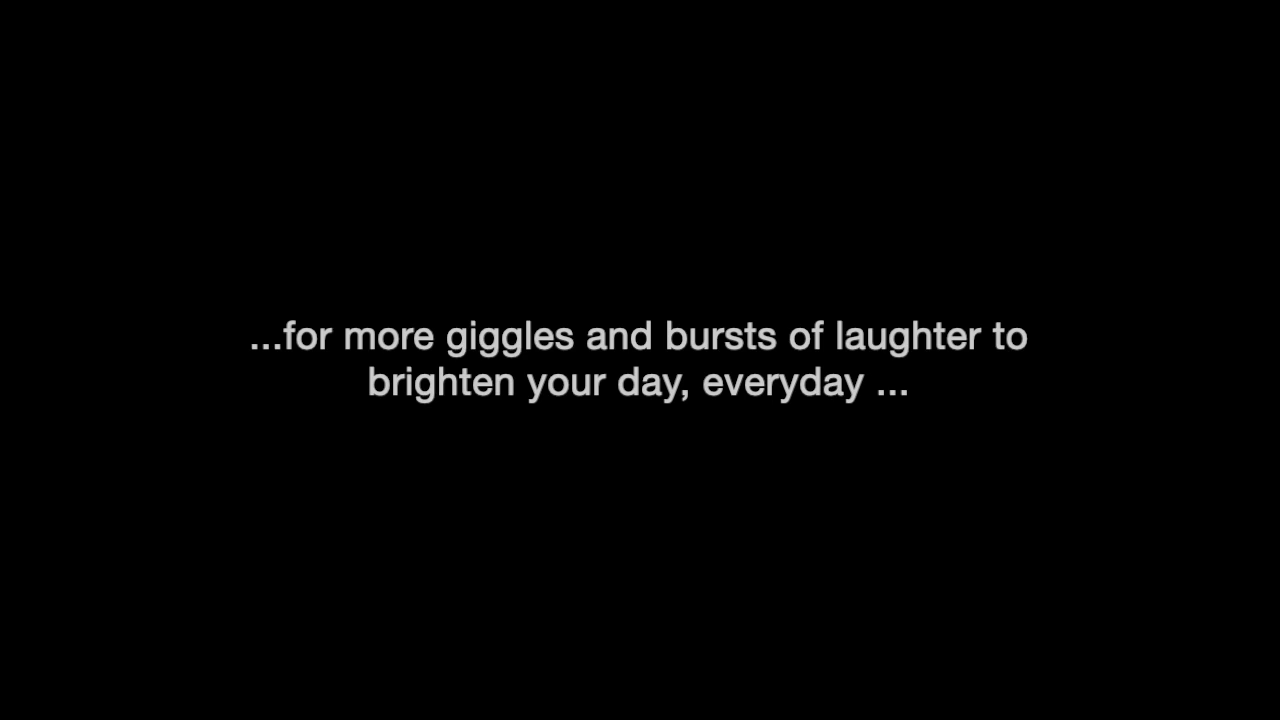 ...for more giggles and bursts of laughter to
brighten your day, everyday ...